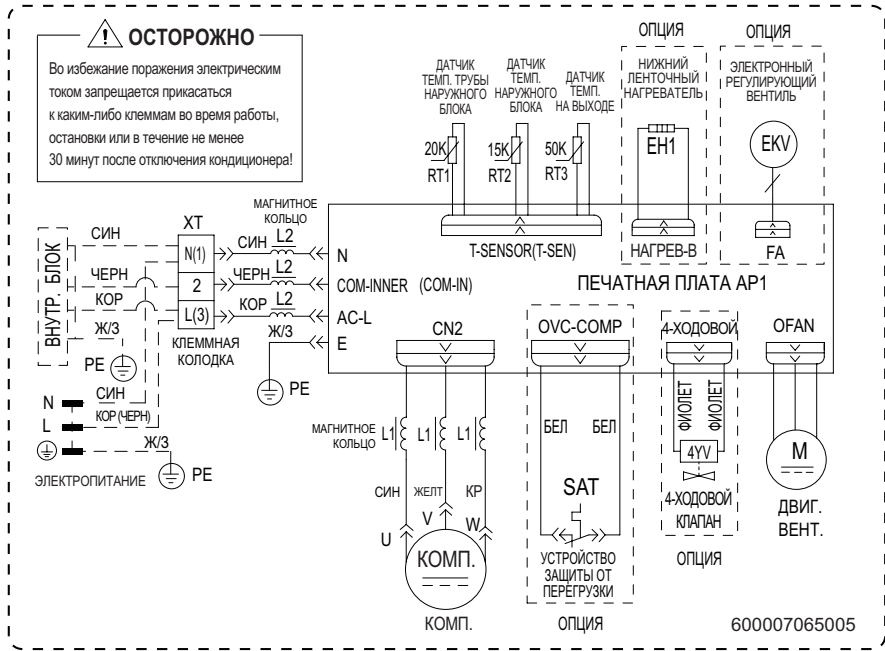 ОСТОРОЖНО
Во избежание поражения электрическим
током запрещается прикасаться
к каким-либо клеммам во время работы,
остановки или в течение не менее
30 минут после отключения кондиционера!
ДАТЧИК
ТЕМП. ТРУБЫ
НАРУЖНОГО
БЛОКА
ДАТЧИК
ТЕМП.
НАРУЖНОГО
БЛОКА
ДАТЧИК
ТЕМП.
НА ВЫХОДЕ
ОПЦИЯ
НИЖНИЙ
ЛЕНТОЧНЫЙ
НАГРЕВАТЕЛЬ
ОПЦИЯ
ЭЛЕКТРОННЫЙ
РЕГУЛИРУЮЩИЙ
ВЕНТИЛЬ
20K
RT1
15K
RT2
50K
RT3
EH1
EKV
T-SENSOR(T-SEN)
НАГРЕВ-В
FA
ВНУТР. БЛОК
СИН
ЧЕРН
КОР
Ж/З
PE
XT
N(1)
2
L(3)
КЛЕММНАЯ
КОЛОДКА
МАГНИТНОЕ
КОЛЬЦО
СИН
L2
ЧЕРН
L2
КОР
L2
Ж/З
PE
N
COM-INNER (COM-IN)
AC-L
E
ПЕЧАТНАЯ ПЛАТА AP1
N
СИН
L
КОР (ЧЕРН)
Ж/З
PE
ЭЛЕКТРОПИТАНИЕ
CN2
МАГНИТНОЕ
КОЛЬЦО
L1
L1
L1
СИН
ЖЕЛТ
КР
U
V
W
КОМП.
КОМП.
OVC-COMP
БЕЛ
БЕЛ
SAT
УСТРОЙСТВО
ЗАЩИТЫ ОТ
ПЕРЕГРУЗКИ
ОПЦИЯ
4-ХОДОВОЙ
ФИОЛЕТ
ФИОЛЕТ
4YV
4-ХОДОВОЙ
КЛАПАН
ОПЦИЯ
OFAN
M
ДВИГ.
ВЕНТ.
600007065005